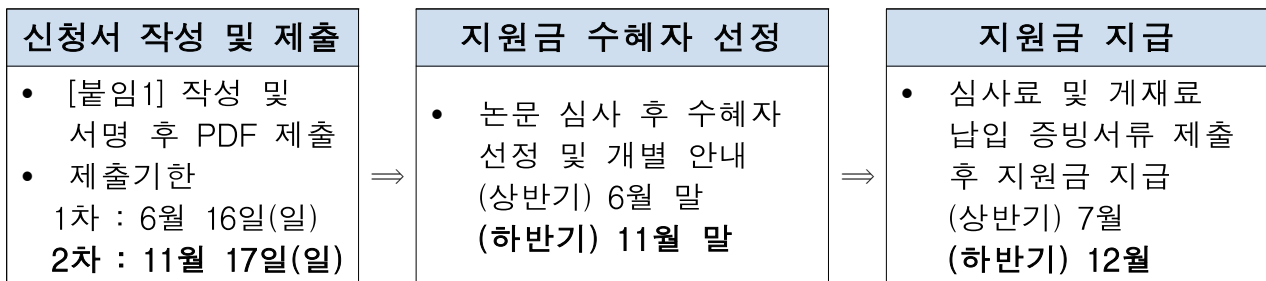 신청서 작성 및 제출
• [붙임1] 작성 및
서명 후 PDF 제출
• 제출기한
1차 : 6월 16일(일)
2차 : 11월 17일(일)
⇒
지원금 수혜자 선정
• 논문 심사 후 수혜자
선정 및 개별 안내
(상반기) 6월 말
(하반기) 11월 말
⇒
지원금 지급
• 심사료 및 게재료
납입 증빙서류 제출
후 지원금 지급
(상반기) 7월
(하반기) 12월